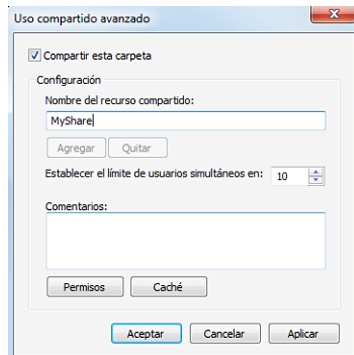 Uso compartido avanzado
Compartir esta carpeta
Configuración
Nombre del recurso compartido:
MyShare
Agregar Quitar
Establecer el límite de usuarios simultáneos en: 10
Comentarios:
Permisos Caché
Aceptar Cancelar Aplicar